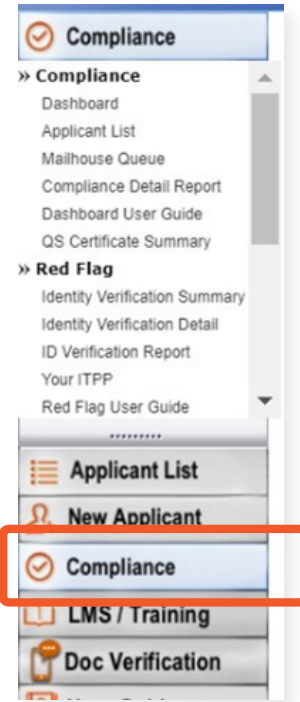 Compliance
» Compliance
Dashboard
Applicant List
Mailhouse Queue
Compliance Detail Report
Dashboard User Guide
QS Certificate Summary
» Red Flag
Identity Verification Summary
Identity Verification Detail
ID Verification Report
Your ITPP
Red Flag User Guide
Applicant List
New Applicant
Compliance
LMS / Training
Doc Verification